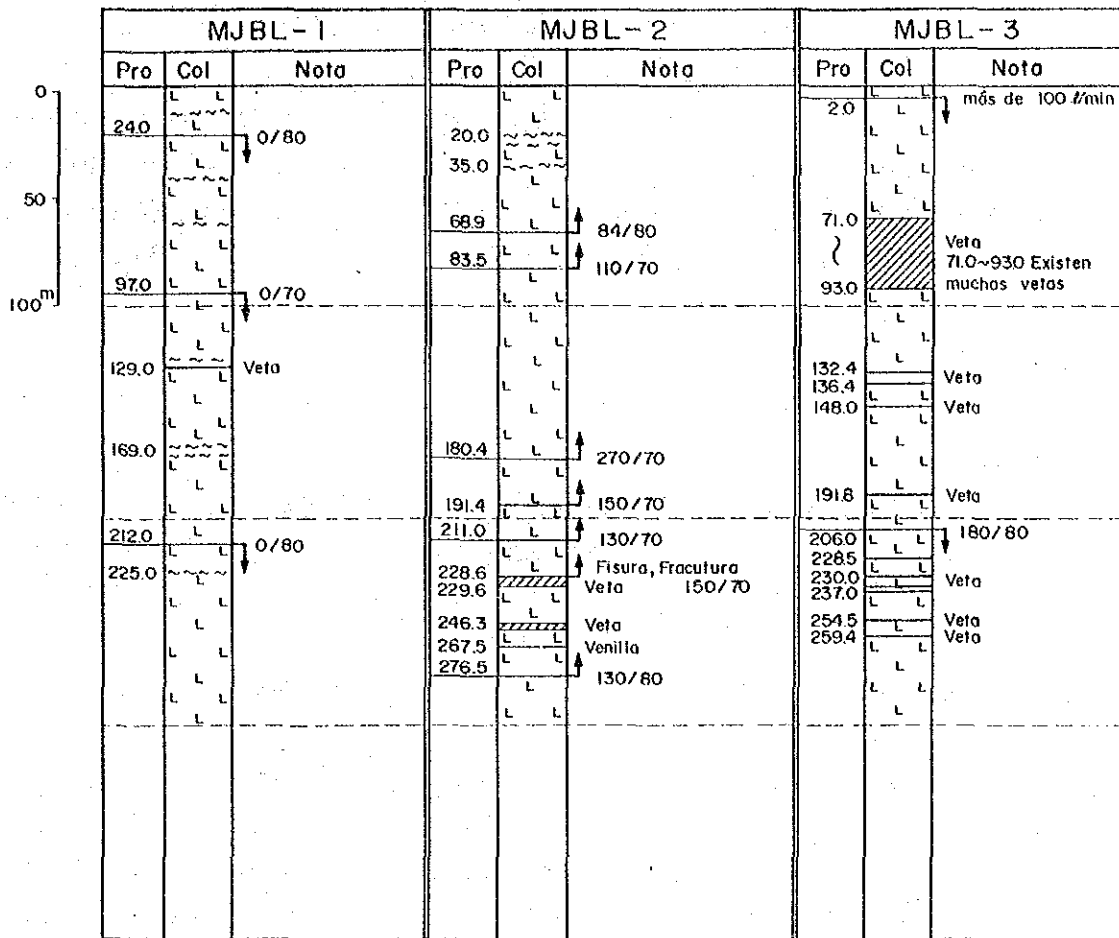 MJBL-1
Pro Col Nota
24.0 0/80
97.0 0/70
129.0 Veta
169.0
212.0 0/80
225.0
MJBL-2
Pro Col Nota
20.0
35.0
68.9 84/80
83.5 110/70
180.4 270/70
191.4 150/70
211.0 130/70
228.6 Fisura, Fracutura
229.6 Veta 150/70
246.3 Veta
267.5 Venilla
276.5 130/80
MJBL-3
Pro Col Nota
2.0 más de 100 ℓ/min
71.0
~
93.0
Veta
71.0~93.0 Existen
muchas vetas
132.4
136.4 Veta
148.0 Veta
191.8 Veta
206.0 180/80
228.5
230.0 Veta
237.0
254.5 Veta
259.4 Veta
0
50
100m